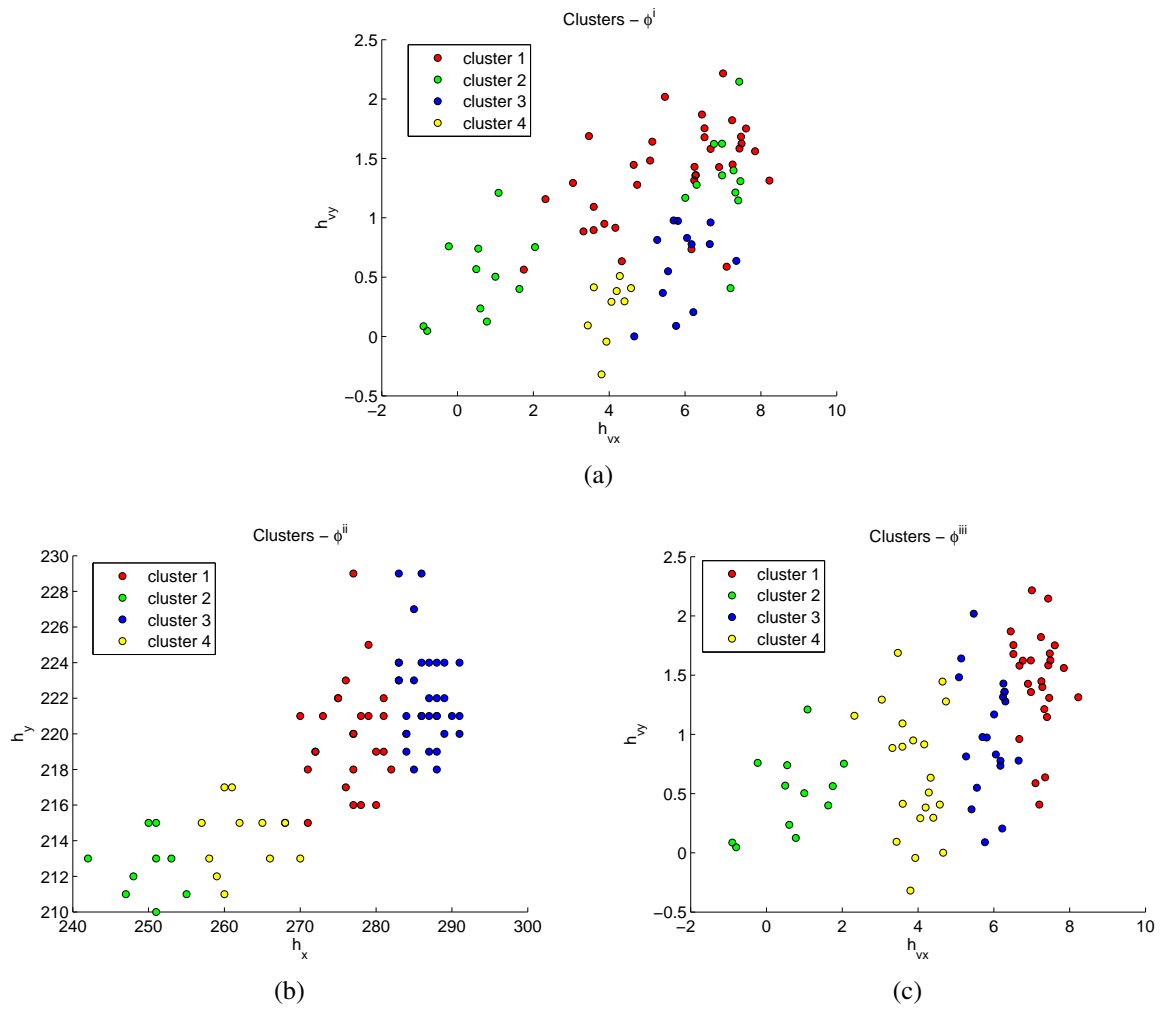 Clusters – ϕ^i
2.5
2
1.5
1
0.5
0
−0.5
h_vy
cluster 1
cluster 2
cluster 3
cluster 4
−2 0 2 4 6 8 10
h_vx
(a)
Clusters – ϕ^ii
230
228
226
224
222
220
218
216
214
212
210
h_y
cluster 1
cluster 2
cluster 3
cluster 4
240 250 260 270 280 290 300
h_x
(b)
Clusters – ϕ^iii
2.5
2
1.5
1
0.5
0
−0.5
h_vy
cluster 1
cluster 2
cluster 3
cluster 4
−2 0 2 4 6 8 10
h_vx
(c)